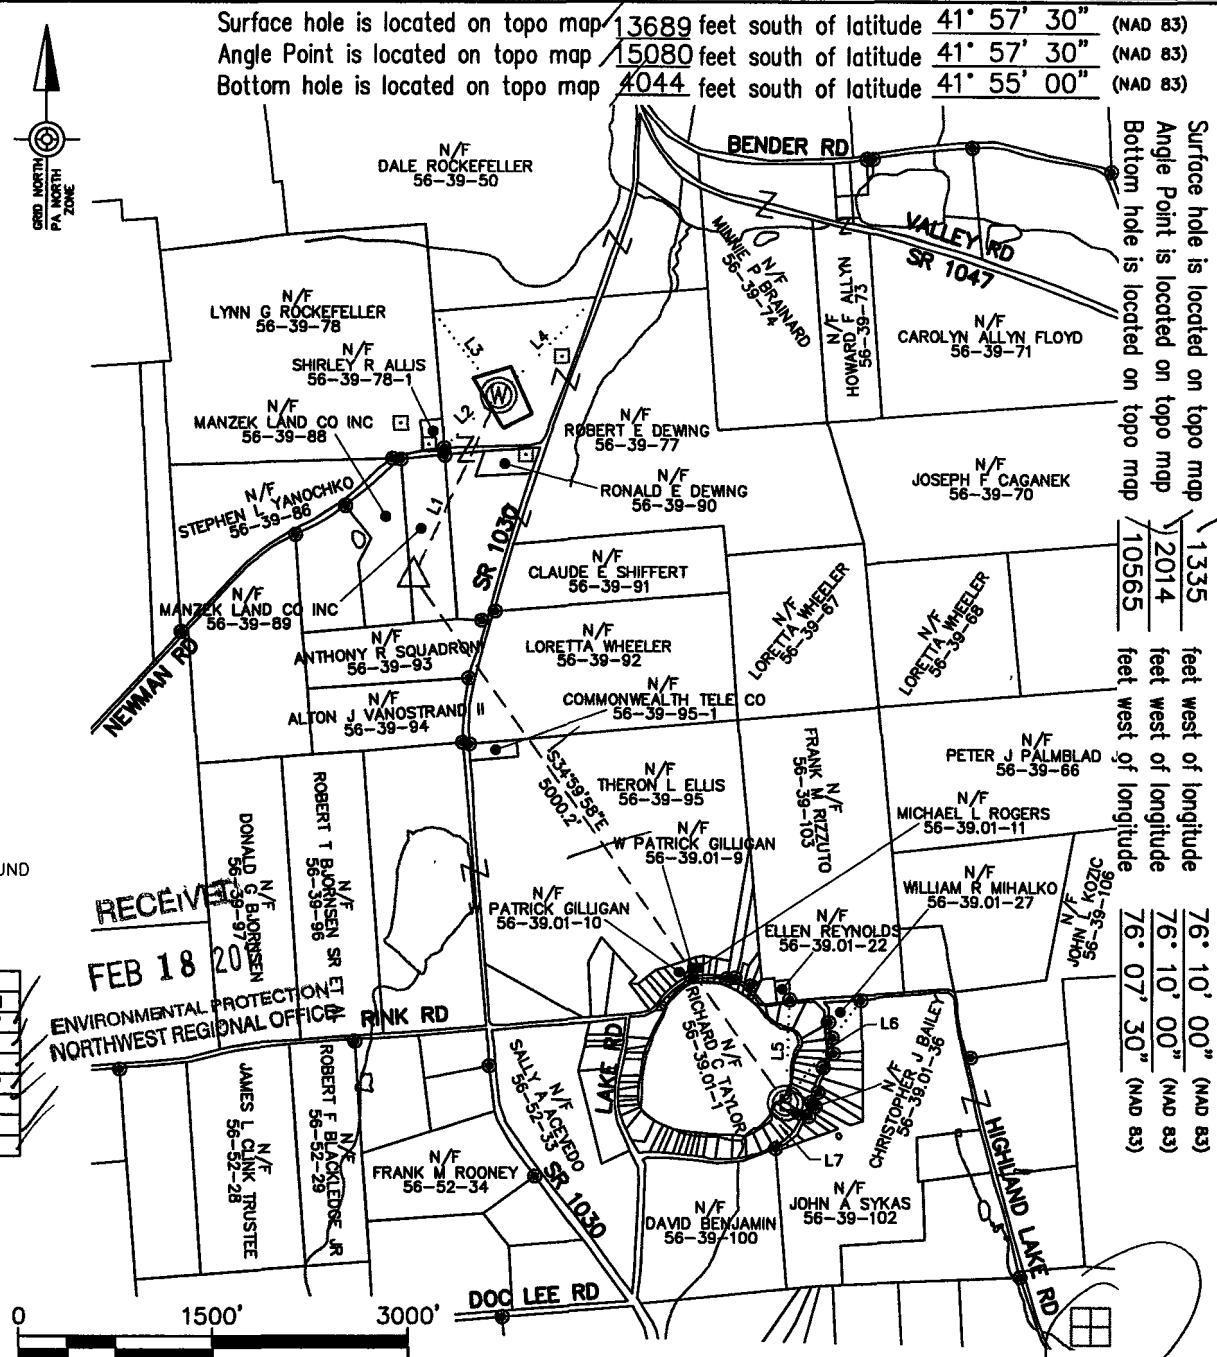 Surface hole is located on topo map 13689 feet south of latitude 41° 57' 30" (NAD 83)
Angle Point is located on topo map 15080 feet south of latitude 41° 57' 30" (NAD 83)
Bottom hole is located on topo map 4044 feet south of latitude 41° 55' 00" (NAD 83)
Surface hole is located on topo map 1335 feet west of longitude 76° 10' 00" (NAD 83)
Angle Point is located on topo map 2014 feet west of longitude 76° 10' 00" (NAD 83)
Bottom hole is located on topo map 10565 feet west of longitude 76° 07' 30" (NAD 83)
GRID NORTH
PA NORTH
ZONE
N/F
DALE ROCKEFELLER
56-39-50
BENDER RD
VALLEY RD
SR 1047
N/F
MINNIE P BRAINARD
56-39-74
N/F
HOWARD F ALLYN
56-39-73
N/F
CAROLYN ALLYN FLOYD
56-39-71
N/F
LYNN G ROCKEFELLER
56-39-78
N/F
SHIRLEY R ALLIS
56-39-78-1
L3
L4
W
L2
N/F
MANZEK LAND CO INC
56-39-88
N/F
ROBERT E DEWING
56-39-77
N/F
RONALD E DEWING
56-39-90
N/F
JOSEPH F CAGANEK
56-39-70
N/F
STEPHEN L YANOCHKO
56-39-86
L1
SR 1030
N/F
CLAUDE E SHIFFERT
56-39-91
N/F
MANZEK LAND CO INC
56-39-89
N/F
LORETTA WHEELER
56-39-67
N/F
LORETTA WHEELER
56-39-68
NEWMAN RD
N/F
ANTHONY R SQUADRON
56-39-93
N/F
LORETTA WHEELER
56-39-92
N/F
ALTON J VANOSTRAND II
56-39-94
N/F
COMMONWEALTH TELE CO
56-39-95-1
S34°59'58"E
5000.2'
N/F
THERON L ELLIS
56-39-95
N/F
FRANK M RIZZUTO
56-39-103
N/F
PETER J PALMBLAD
56-39-66
N/F
MICHAEL L ROGERS
56-39.01-11
N/F
W PATRICK GILLIGAN
56-39.01-9
N/F
DONALD G BJORNSEN
56-39-97
N/F
ROBERT T BJORNSEN SR ET AL
56-39-96
UND
N/F
PATRICK GILLIGAN
56-39.01-10
N/F
WILLIAM R MIHALKO
56-39.01-27
N/F
JOHN L KOZIC
56-39-106
N/F
ELLEN REYNOLDS
56-39.01-22
RECEIVE
FEB 18 20
ENVIRONMENTAL PROTECTION
NORTHWEST REGIONAL OFFICE
RINK RD
LAKE RD
N/F
RICHARD C TAYLOR
56-39.01-1
L5
L6
L7
N/F
CHRISTOPHER J BAILEY
56-39.01-36
N/F
JAMES L CLINK TRUSTEE
56-52-28
N/F
ROBERT F BLACKLEDGE JR
56-52-29
N/F
SALLY A ACEVEDO
56-52-33
N/F
FRANK M ROONEY
56-52-34
SR 1030
N/F
DAVID BENJAMIN
56-39-100
N/F
JOHN A SYKAS
56-39-102
HIGHLAND LAKE RD
DOC LEE RD
0 1500' 3000'